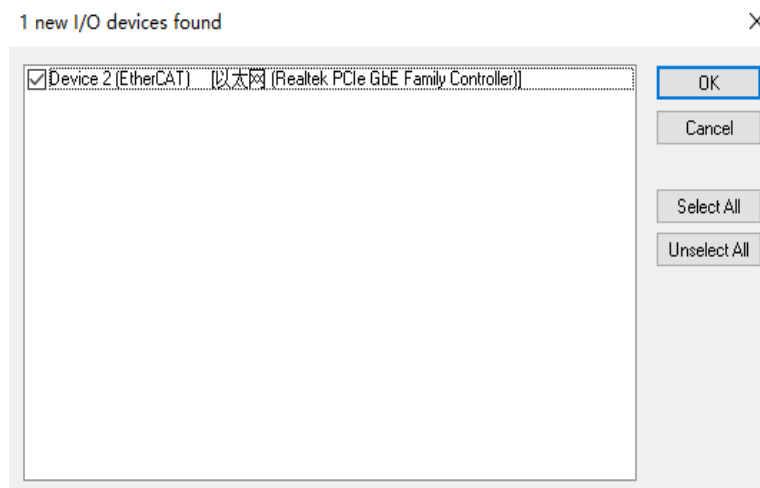 1 new I/O devices found
Device 2 (EtherCAT) [以太网 (Realtek PCIe GbE Family Controller)]
OK
Cancel
Select All
Unselect All